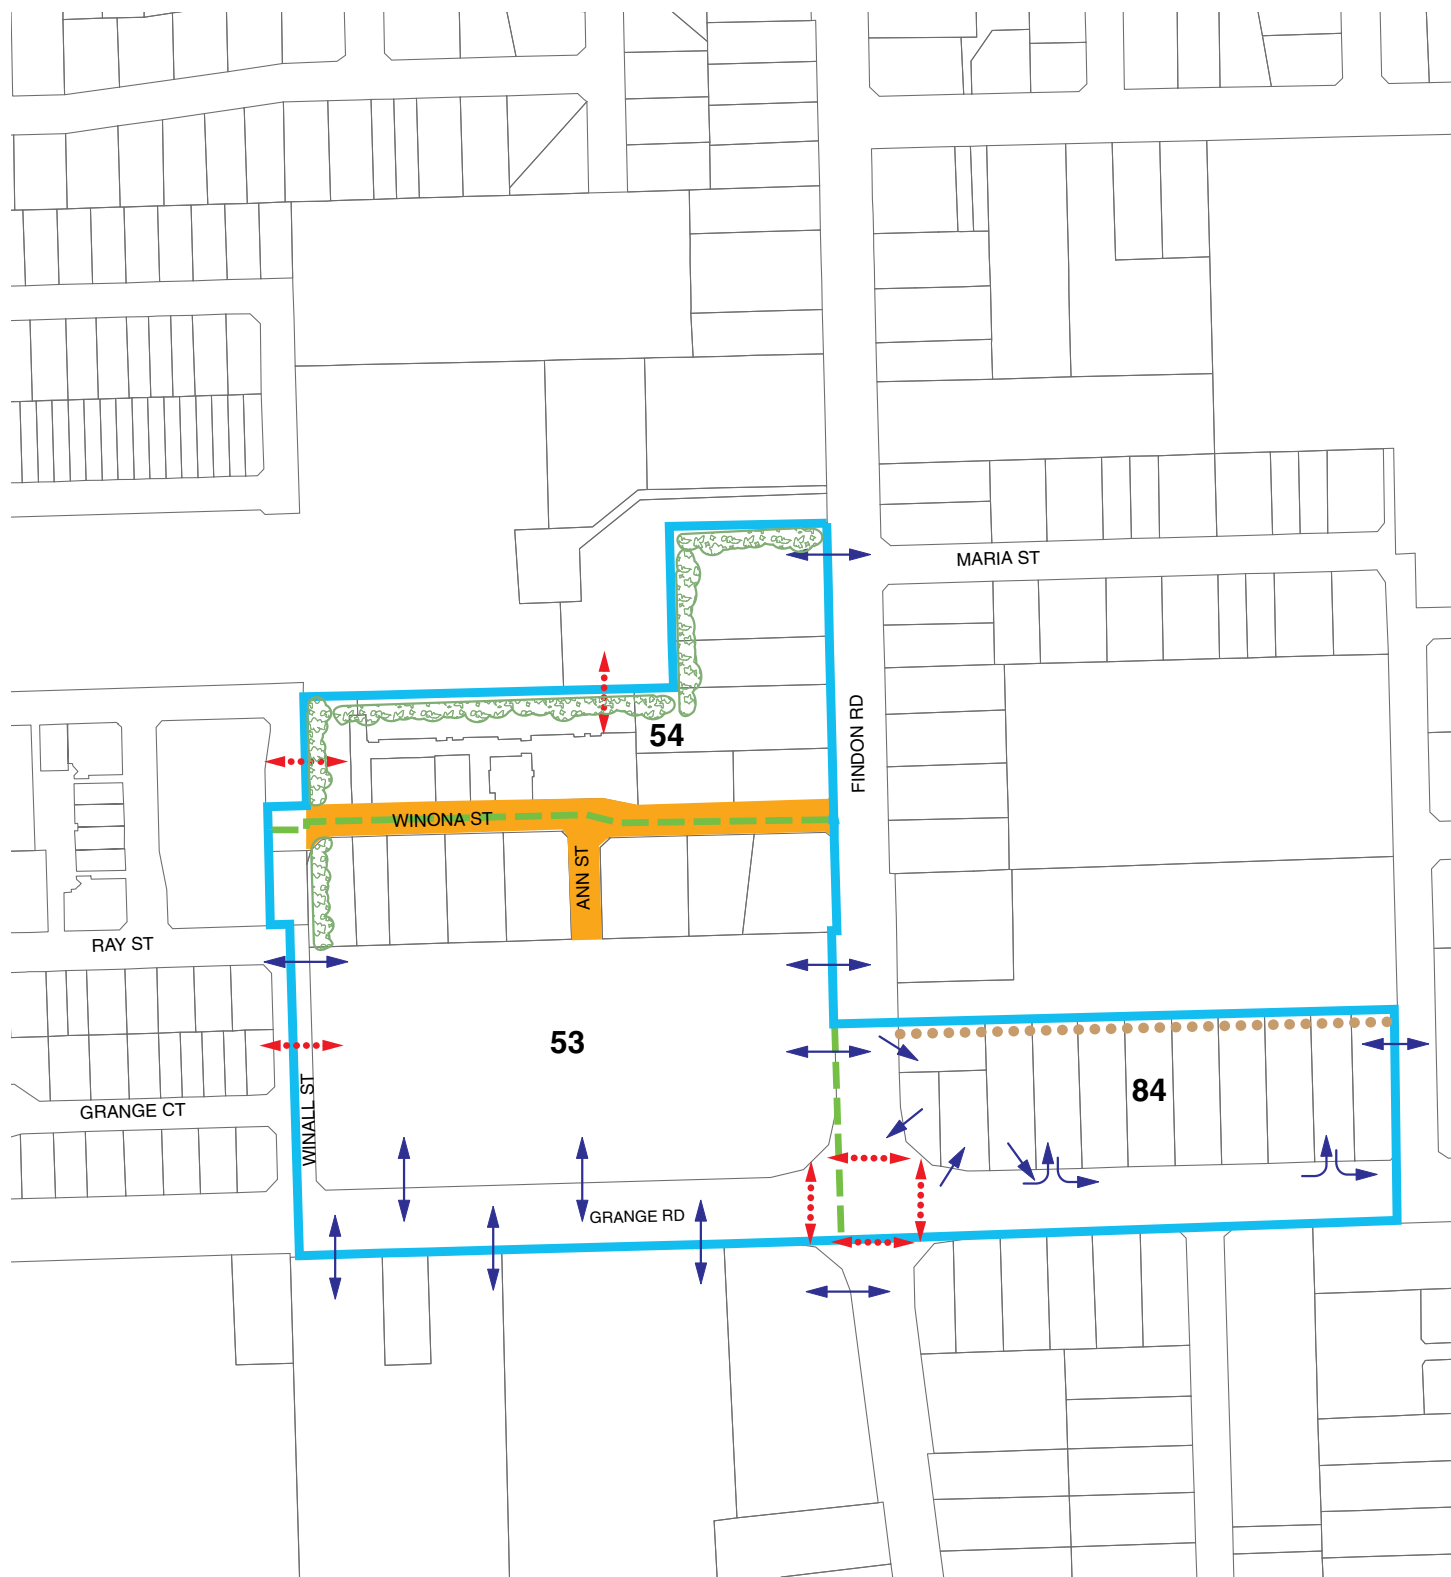 MARIA ST
FINDON RD
54
WINONA ST
ANN ST
RAY ST
53
84
GRANGE CT
WINALL ST
GRANGE RD